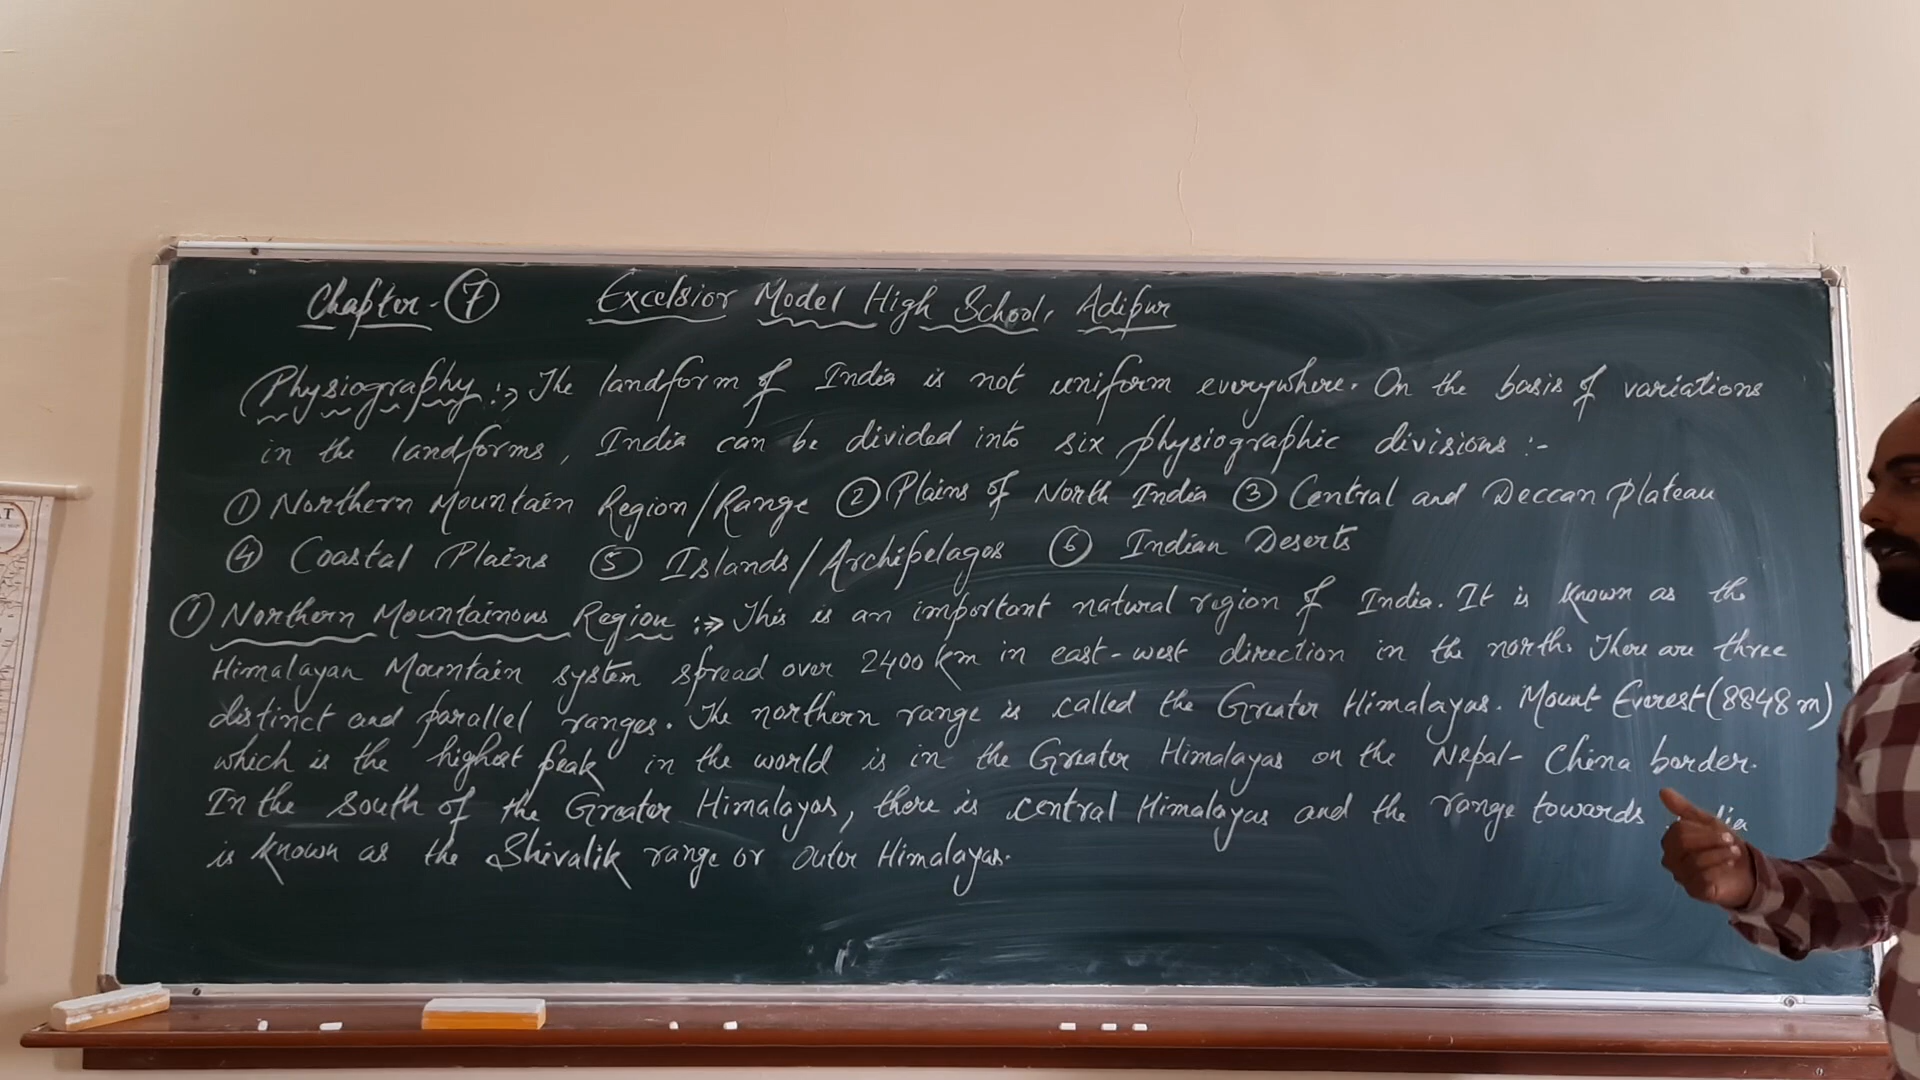 Chapter-⑦ Excelsior Model High School, Adipur
Physiography :→ The landform of India is not uniform everywhere. On the basis of variations
in the landforms, India can be divided into six physiographic divisions :-
① Northern Mountain Region/Range ② Plains of North India ③ Central and Deccan Plateau
④ Coastal Plains ⑤ Islands/Archipelagos ⑥ Indian Deserts
① Northern Mountainous Region :→ This is an important natural region of India. It is known as the
Himalayan Mountain system spread over 2400 km in east-west direction in the north. There are three
distinct and parallel ranges. The northern range is called the Greater Himalayas. Mount Everest (8848 m)
which is the highest peak in the world is in the Greater Himalayas on the Nepal-China border.
In the south of the Greater Himalayas, there is central Himalayas and the range towards
is known as the Shivalik range or outer Himalayas.